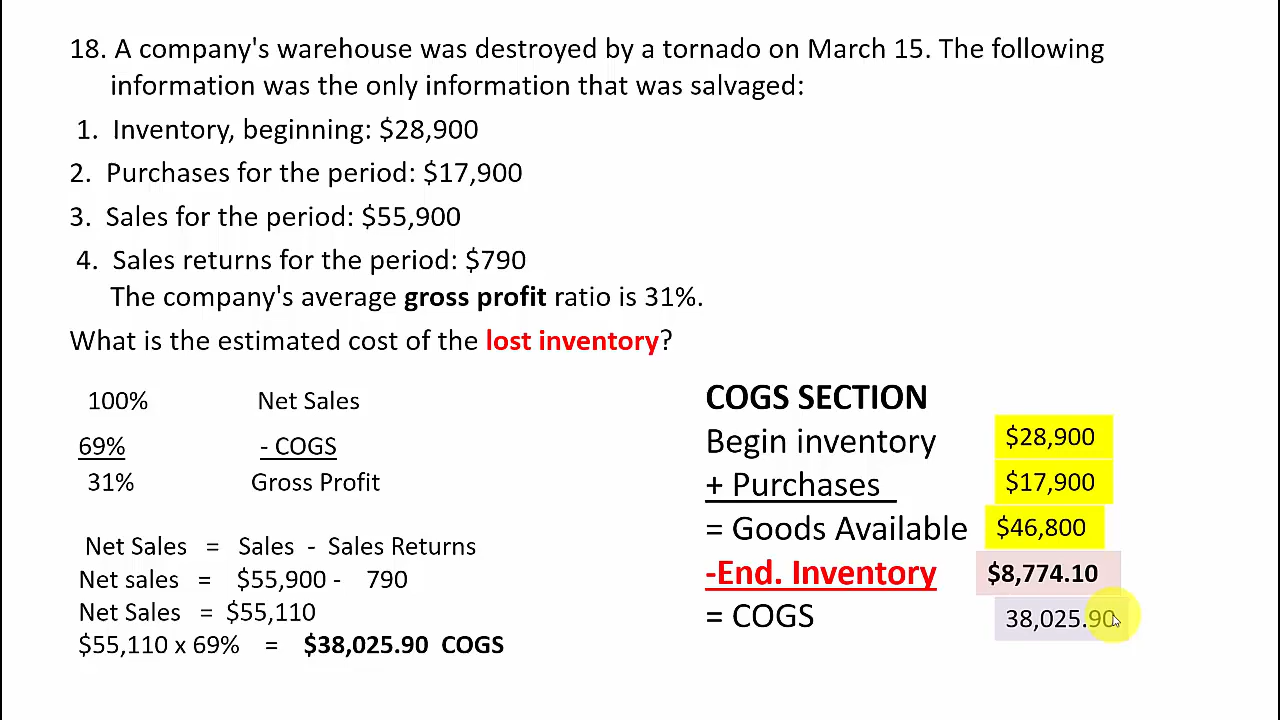 18. A company's warehouse was destroyed by a tornado on March 15. The following
information was the only information that was salvaged:
1. Inventory, beginning: $28,900
2. Purchases for the period: $17,900
3. Sales for the period: $55,900
4. Sales returns for the period: $790
The company's average gross profit ratio is 31%.
What is the estimated cost of the lost inventory?
100% Net Sales
69% - COGS
31% Gross Profit
Net Sales = Sales - Sales Returns
Net sales = $55,900 - 790
Net Sales = $55,110
$55,110 x 69% = $38,025.90 COGS
COGS SECTION
Begin inventory $28,900
+ Purchases $17,900
= Goods Available $46,800
-End. Inventory $8,774.10
= COGS 38,025.90